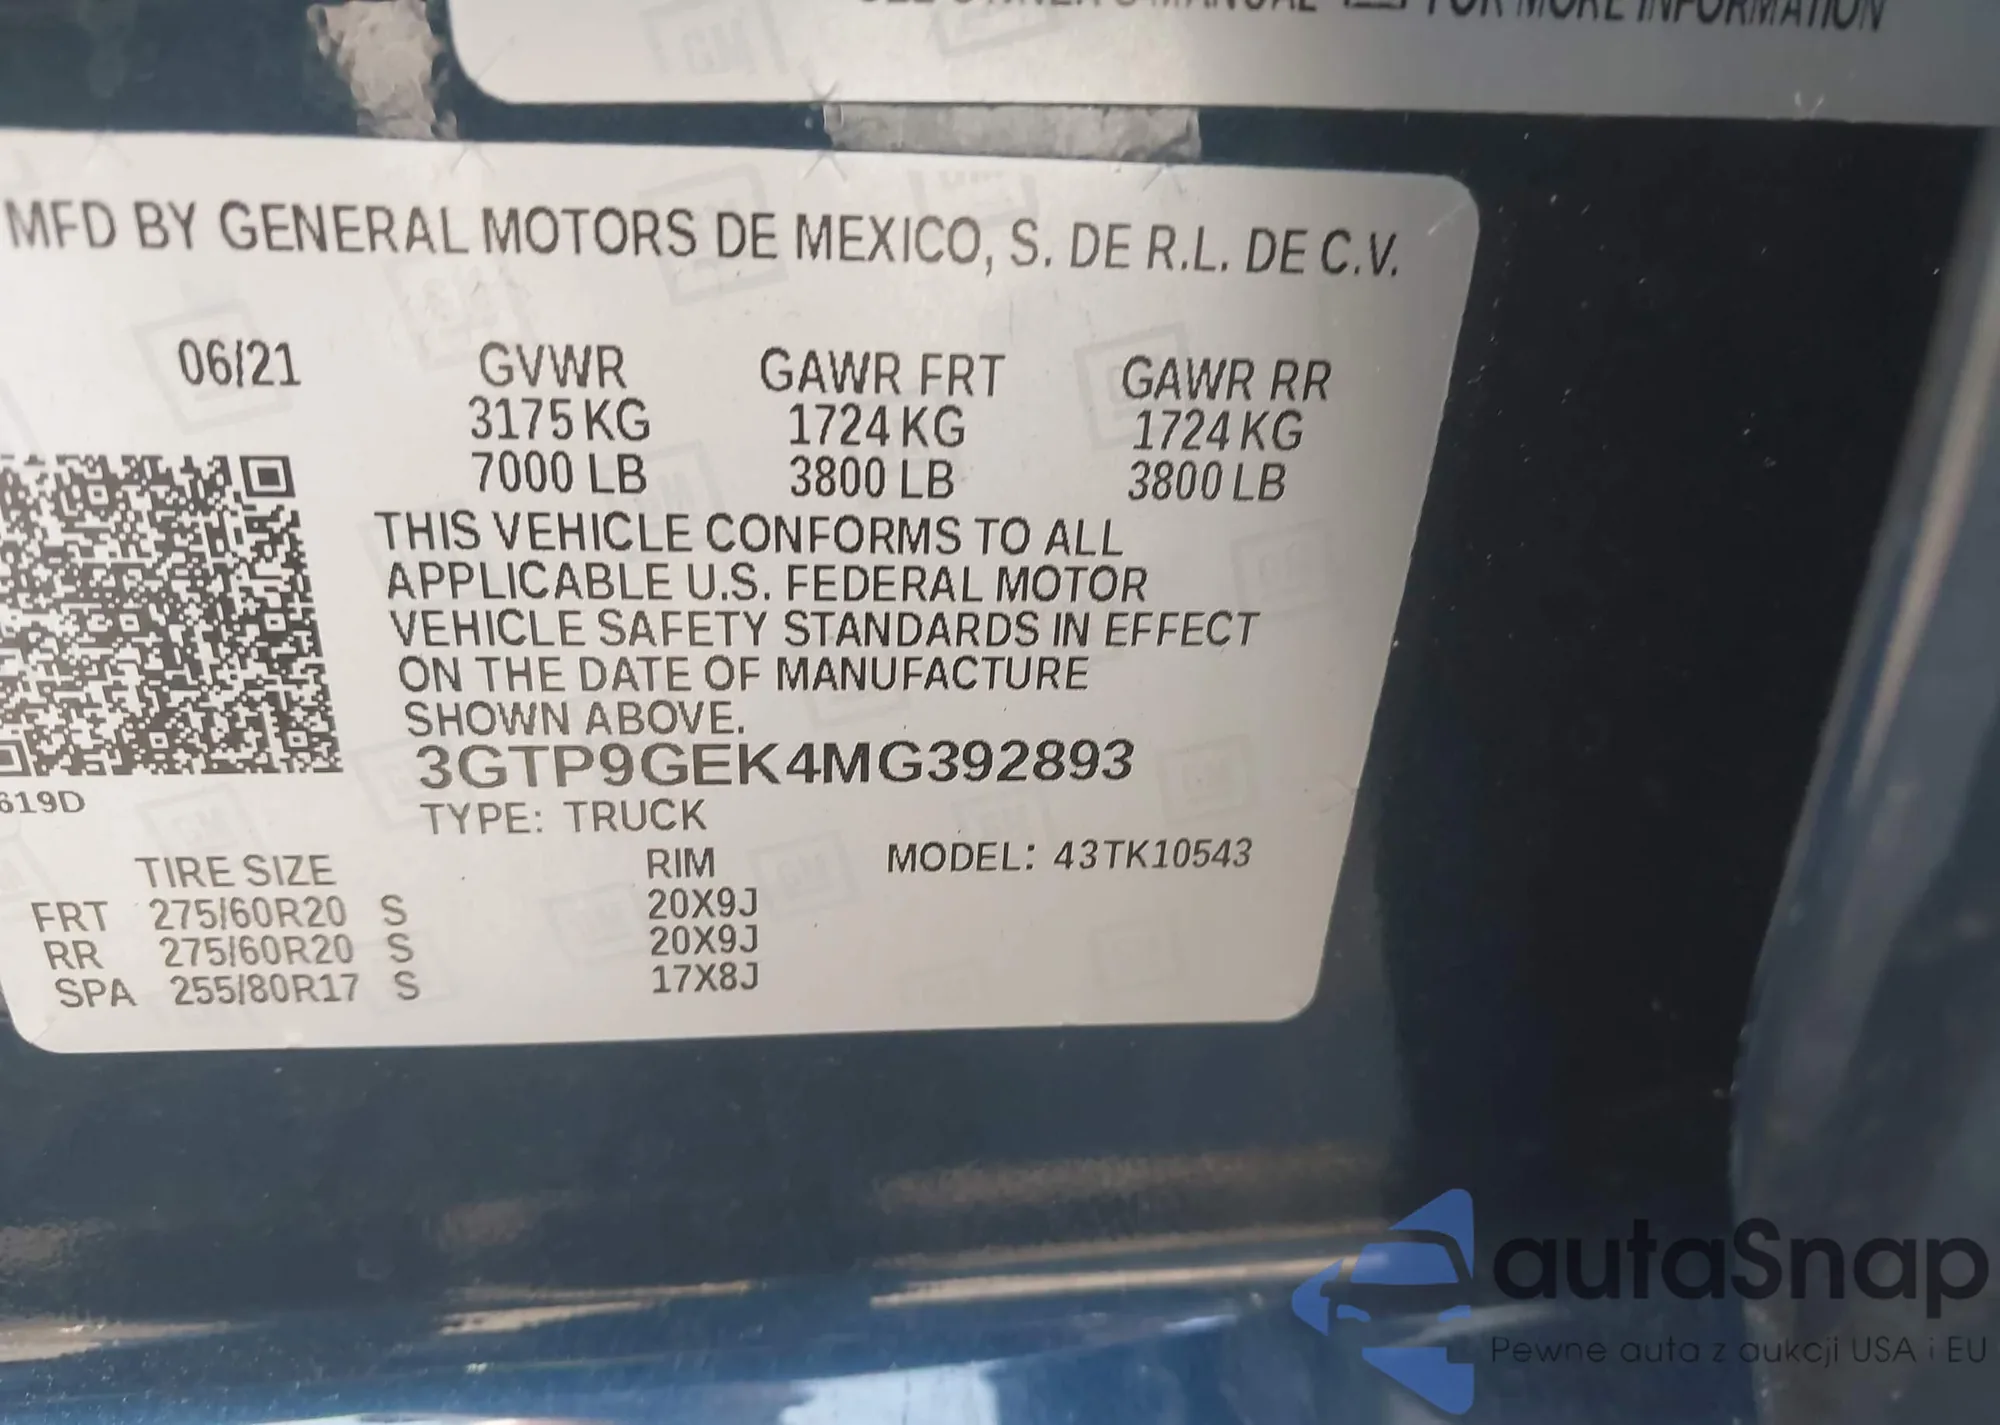 FOR MORE INFORMATION
MFD BY GENERAL MOTORS DE MEXICO, S. DE R.L. DE C.V.
06/21 GVWR GAWR FRT GAWR RR
3175 KG 1724 KG 1724 KG
7000 LB 3800 LB 3800 LB
THIS VEHICLE CONFORMS TO ALL
APPLICABLE U.S. FEDERAL MOTOR
VEHICLE SAFETY STANDARDS IN EFFECT
ON THE DATE OF MANUFACTURE
SHOWN ABOVE.
3GTP9GEK4MG392893
619D
TYPE: TRUCK
TIRE SIZE RIM MODEL: 43TK10543
FRT 275/60R20 S 20X9J
RR 275/60R20 S 20X9J
SPA 255/80R17 S 17X8J
autaSnap
Pewne auta z aukcji USA i EU